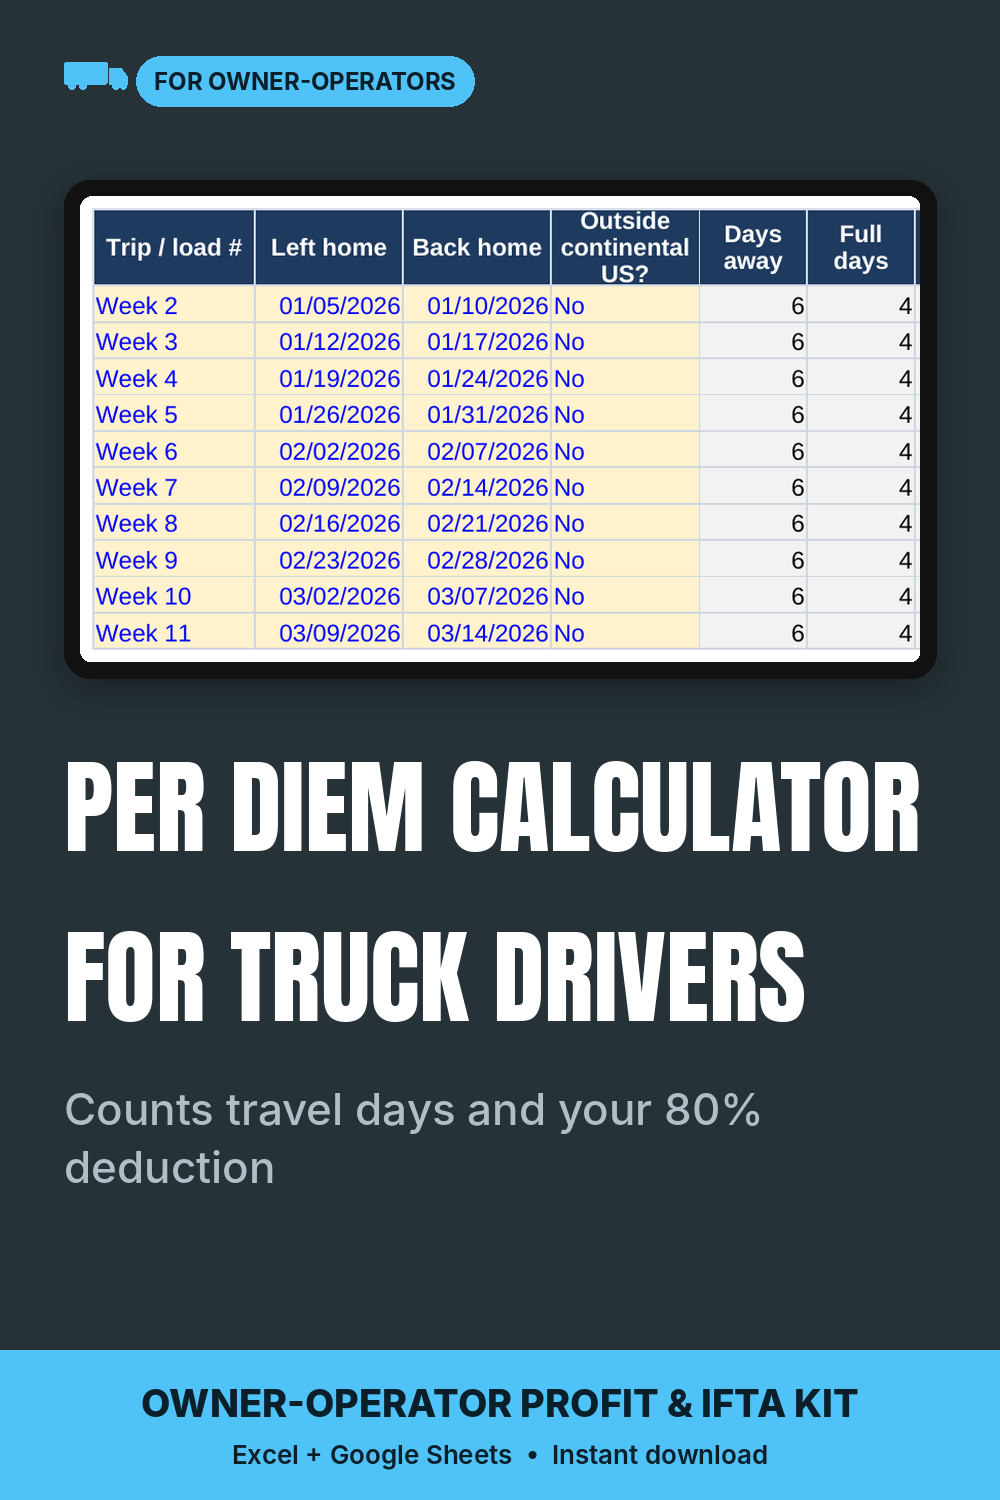 FOR OWNER-OPERATORS
Trip / load # Left home Back home Outside continental US? Days away Full days
Week 2 01/05/2026 01/10/2026 No 6 4
Week 3 01/12/2026 01/17/2026 No 6 4
Week 4 01/19/2026 01/24/2026 No 6 4
Week 5 01/26/2026 01/31/2026 No 6 4
Week 6 02/02/2026 02/07/2026 No 6 4
Week 7 02/09/2026 02/14/2026 No 6 4
Week 8 02/16/2026 02/21/2026 No 6 4
Week 9 02/23/2026 02/28/2026 No 6 4
Week 10 03/02/2026 03/07/2026 No 6 4
Week 11 03/09/2026 03/14/2026 No 6 4
PER DIEM CALCULATOR
FOR TRUCK DRIVERS
Counts travel days and your 80%
deduction
OWNER-OPERATOR PROFIT & IFTA KIT
Excel + Google Sheets • Instant download